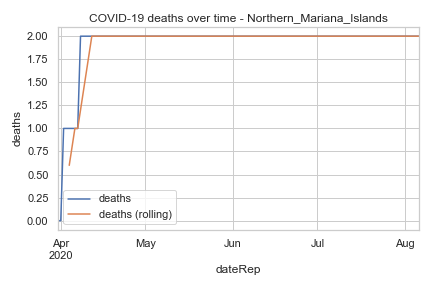 COVID-19 deaths over time - Northern_Mariana_Islands
2.00
1.75
1.50
1.25
1.00
0.75
0.50
0.25
0.00
deaths
deaths
deaths (rolling)
Apr
2020
May
Jun
Jul
Aug
dateRep